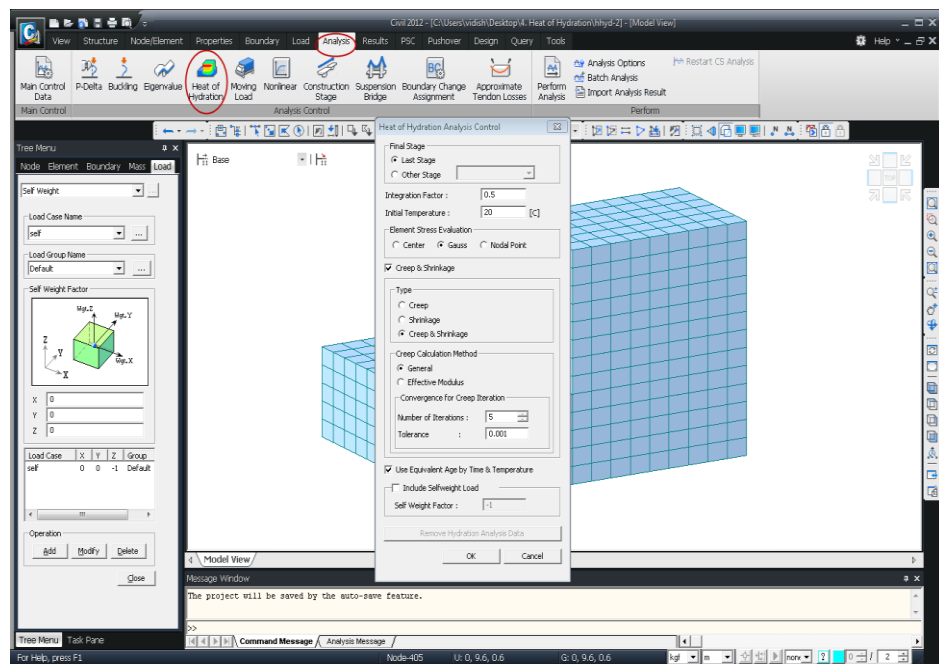 Civil 2012 - [C:\Users\vidish\Desktop\4. Heat of Hydration\hhyd-2] - [Model View]
View Structure Node/Element Properties Boundary Load Analysis Results PSC Pushover Design Query Tools Help
Main Control Data
P-Delta Buckling Eigenvalue
Heat of Hydration
Moving Load
Nonlinear
Construction Stage
Suspension Bridge
Boundary Change Assignment
Approximate Tendon Losses
Perform Analysis
Analysis Options
Batch Analysis
Import Analysis Result
Restart CS Analysis
Main Control
Analysis Control
Perform
Tree Menu
Node Element Boundary Mass Load
Self Weight
...
Load Case Name
self
...
Load Group Name
Default
...
Self Weight Factor
Wgt.Z
Wgt.Y
Z
Y
Wgt.X
X
X 0
Y 0
Z 0
Load Case X Y Z Group
self 0 0 -1 Default
Operation
Add Modify Delete
Close
Tree Menu Task Pane
Base
TOP
Heat of Hydration Analysis Control
Final Stage
Last Stage
Other Stage
Integration Factor : 0.5
Initial Temperature : 20 [C]
Element Stress Evaluation
Center Gauss Nodal Point
Creep & Shrinkage
Type
Creep
Shrinkage
Creep & Shrinkage
Creep Calculation Method
General
Effective Modulus
Convergence for Creep Iteration
Number of Iterations : 5
Tolerance : 0.001
Use Equivalent Age by Time & Temperature
Include Selfweight Load
Self Weight Factor : -1
Remove Hydration Analysis Data
OK Cancel
Model View
Message Window
The project will be saved by the auto-save feature.
>>
Command Message Analysis Message
For Help, press F1
Node-405 U: 0, 9.6, 0.6 G: 0, 9.6, 0.6 kgf m none ? 0 / 2